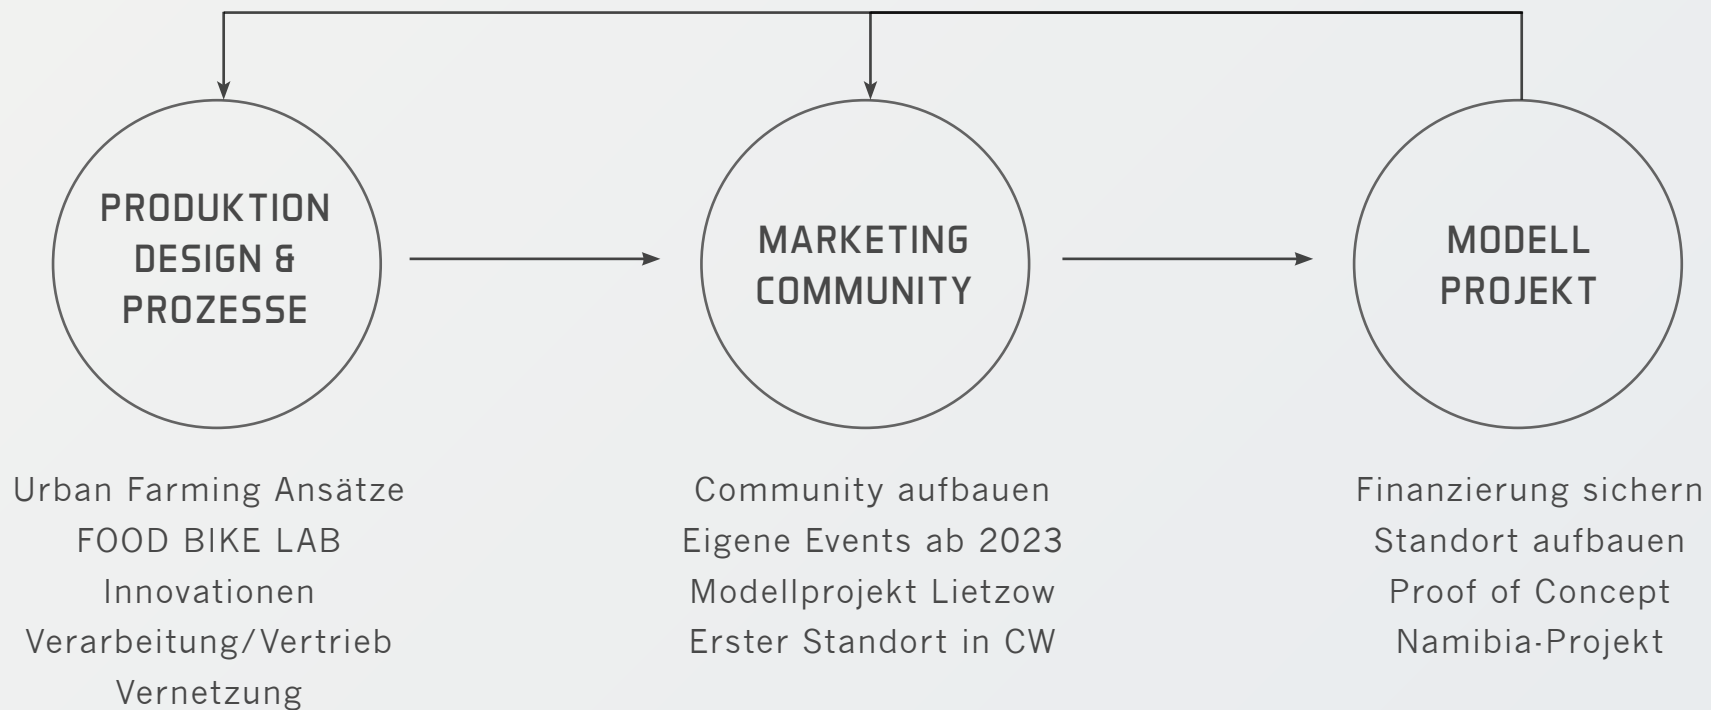 PRODUKTION
DESIGN &
PROZESSE
Urban Farming Ansätze
FOOD BIKE LAB
Innovationen
Verarbeitung/Vertrieb
Vernetzung
MARKETING
COMMUNITY
Community aufbauen
Eigene Events ab 2023
Modellprojekt Lietzow
Erster Standort in CW
MODELL
PROJEKT
Finanzierung sichern
Standort aufbauen
Proof of Concept
Namibia-Projekt